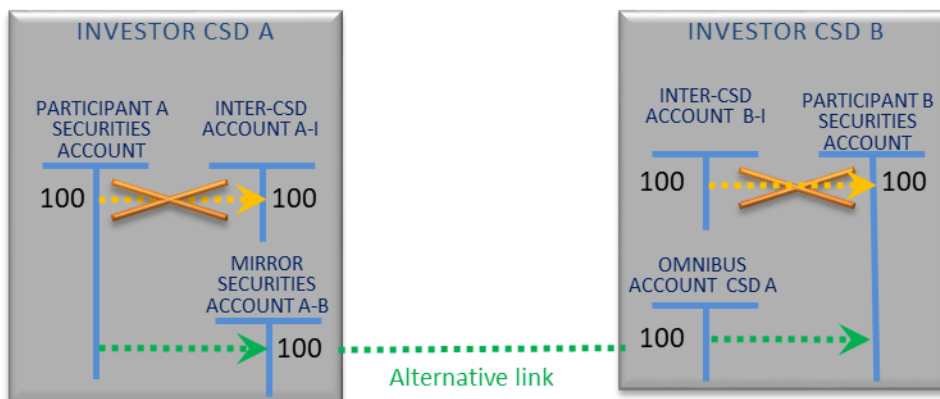 INVESTOR CSD A
PARTICIPANT A
SECURITIES
ACCOUNT
INTER-CSD
ACCOUNT A-I
100
100
MIRROR
SECURITIES
ACCOUNT A-B
100
Alternative link
INVESTOR CSD B
INTER-CSD
ACCOUNT B-I
PARTICIPANT B
SECURITIES
ACCOUNT
100
100
OMNIBUS
ACCOUNT CSD A
100